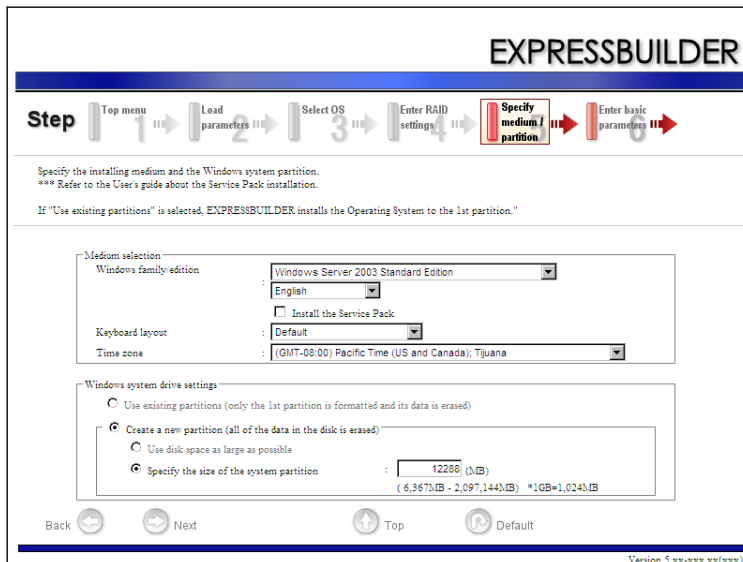 EXPRESSBUILDER
Step
Top menu 1
Load parameters 2
Select OS 3
Enter RAID settings 4
Specify medium / partition 5
Enter basic parameters 6
Specify the installing medium and the Windows system partition.
*** Refer to the User's guide about the Service Pack installation.
If "Use existing partitions" is selected, EXPRESSBUILDER installs the Operating System to the 1st partition."
Medium selection
Windows family/edition : Windows Server 2003 Standard Edition
English
Install the Service Pack
Keyboard layout : Default
Time zone : (GMT-08:00) Pacific Time (US and Canada); Tijuana
Windows system drive settings
Use existing partitions (only the 1st partition is formatted and its data is erased)
Create a new partition (all of the data in the disk is erased)
Use disk space as large as possible
Specify the size of the system partition : 12288 (MB)
( 6,367MB - 2,097,144MB) *1GB=1,024MB
Back Next Top Default
Version 5.xx-xxx.xx(xxx)